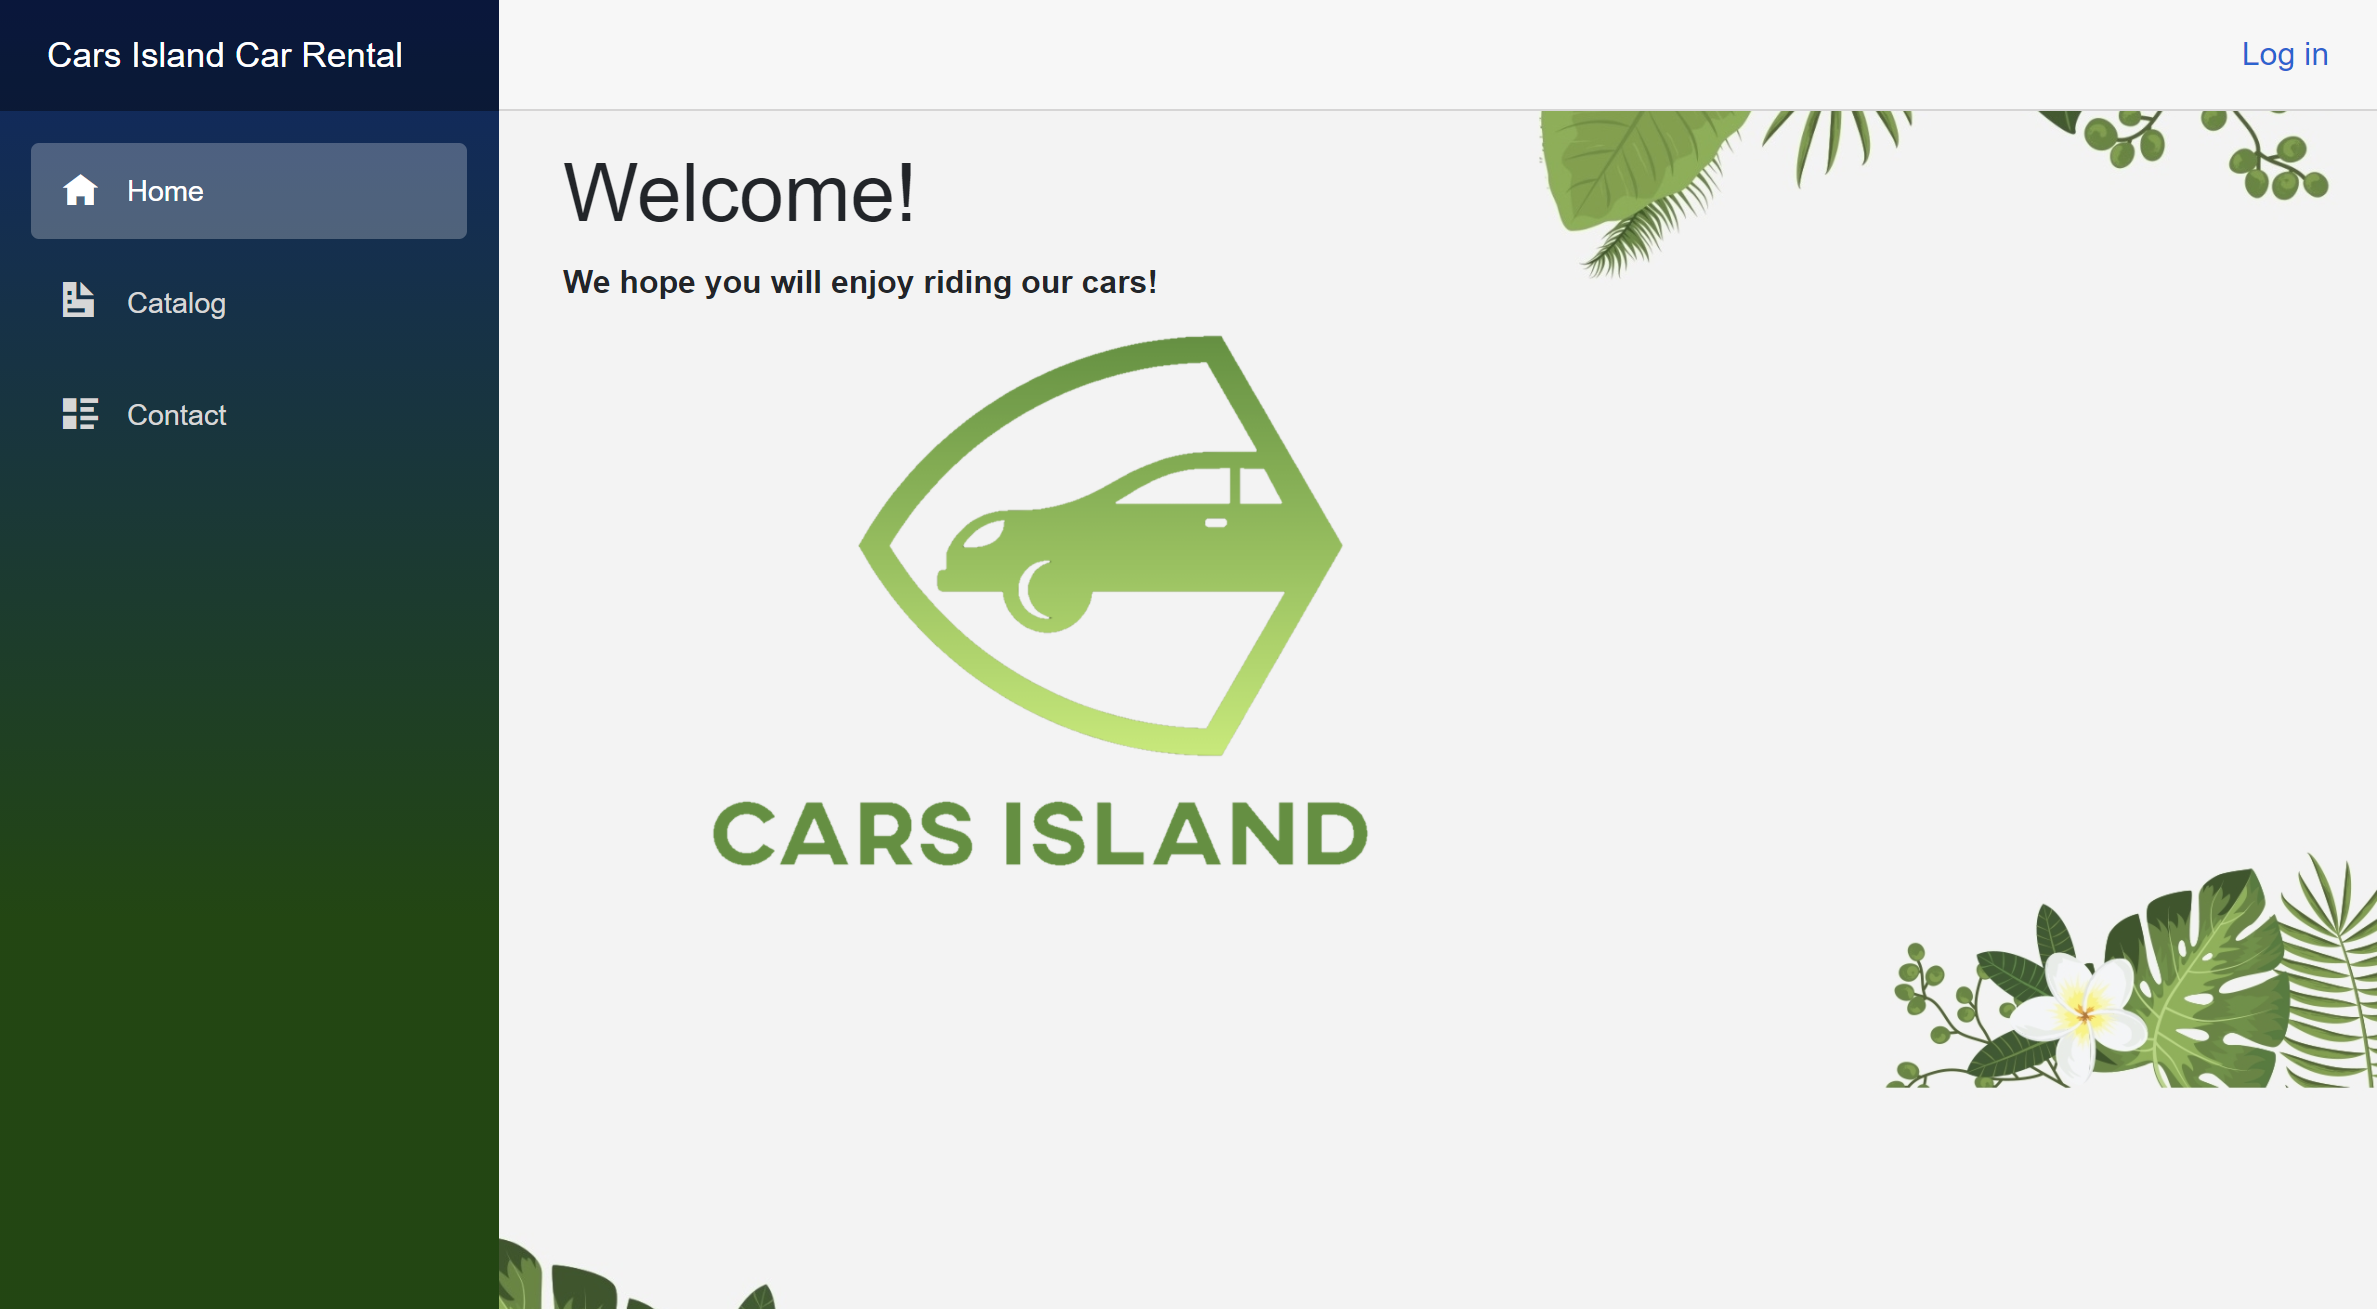 Cars Island Car Rental
Log in
Home
Catalog
Contact
Welcome!
We hope you will enjoy riding our cars!
CARS ISLAND